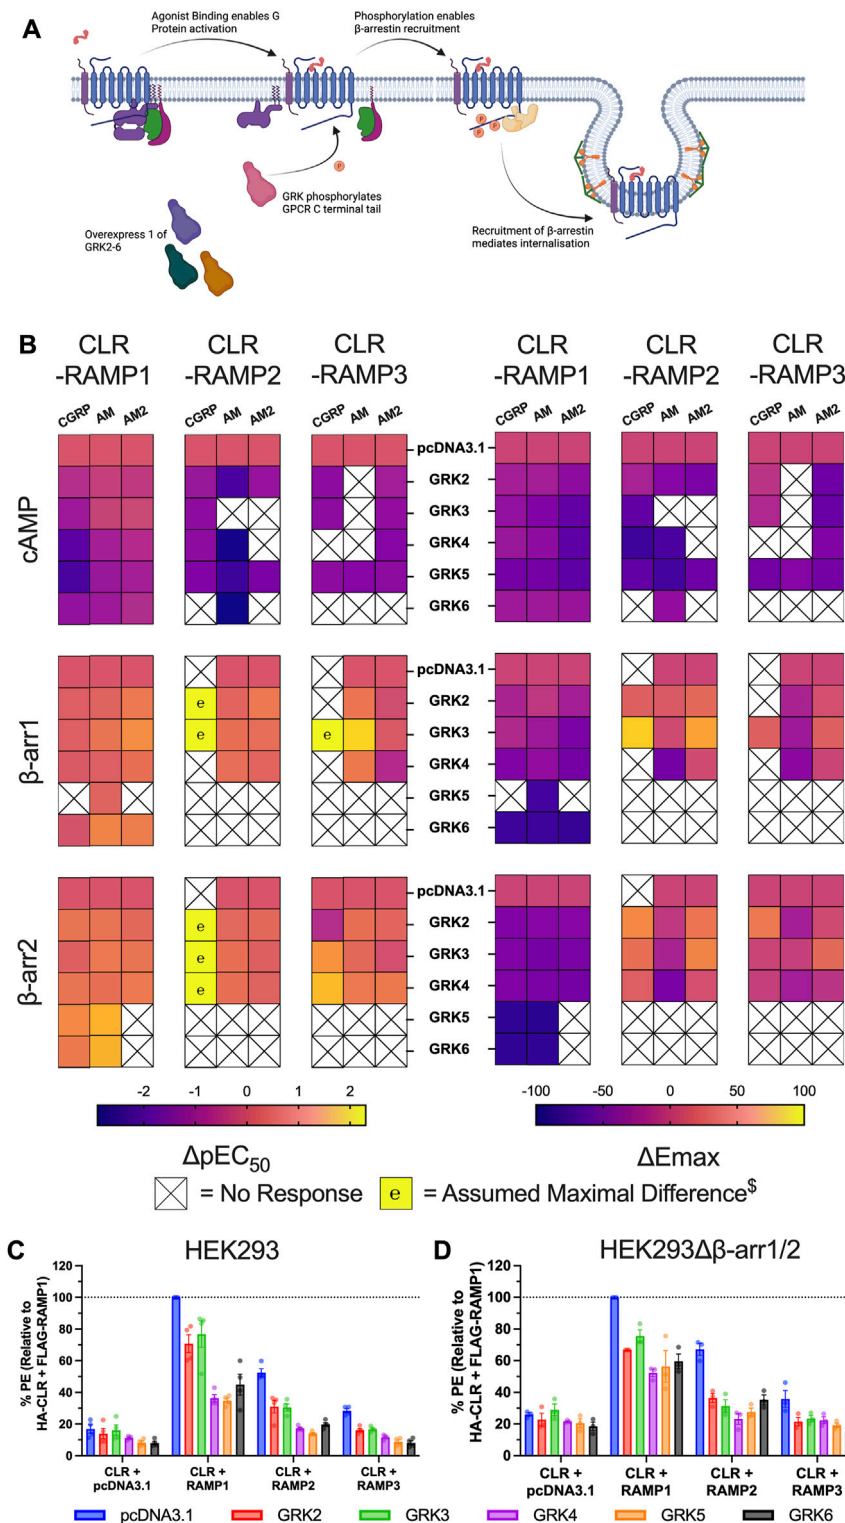 A
Agonist Binding enables G
Protein activation
Phosphorylation enables
β-arrestin recruitment
P
P
P
P
GRK phosphorylates
GPCR C terminal tail
Overexpress 1 of
GRK2-6
Recruitment of β-arrestin
mediates internalisation
B
CLR
-RAMP1
CLR
-RAMP2
CLR
-RAMP3
CLR
-RAMP1
CLR
-RAMP2
CLR
-RAMP3
CGRP AM AM2 CGRP AM AM2 CGRP AM AM2 CGRP AM AM2 CGRP AM AM2 CGRP AM AM2
cAMP
pcDNA3.1
GRK2
GRK3
GRK4
GRK5
GRK6
β-arr1
pcDNA3.1
e GRK2
e e GRK3
GRK4
GRK5
GRK6
β-arr2
pcDNA3.1
e GRK2
e GRK3
e GRK4
GRK5
GRK6
-2 -1 0 1 2
-100 -50 0 50 100
ΔpEC50
ΔEmax
= No Response e = Assumed Maximal Difference$
C
HEK293
% PE (Relative to
HA-CLR + FLAG-RAMP1)
120
100
80
60
40
20
0
CLR +
pcDNA3.1
CLR +
RAMP1
CLR +
RAMP2
CLR +
RAMP3
D
HEK293Δβ-arr1/2
% PE (Relative to
HA-CLR + FLAG-RAMP1)
120
100
80
60
40
20
0
CLR +
pcDNA3.1
CLR +
RAMP1
CLR +
RAMP2
CLR +
RAMP3
pcDNA3.1 GRK2 GRK3 GRK4 GRK5 GRK6